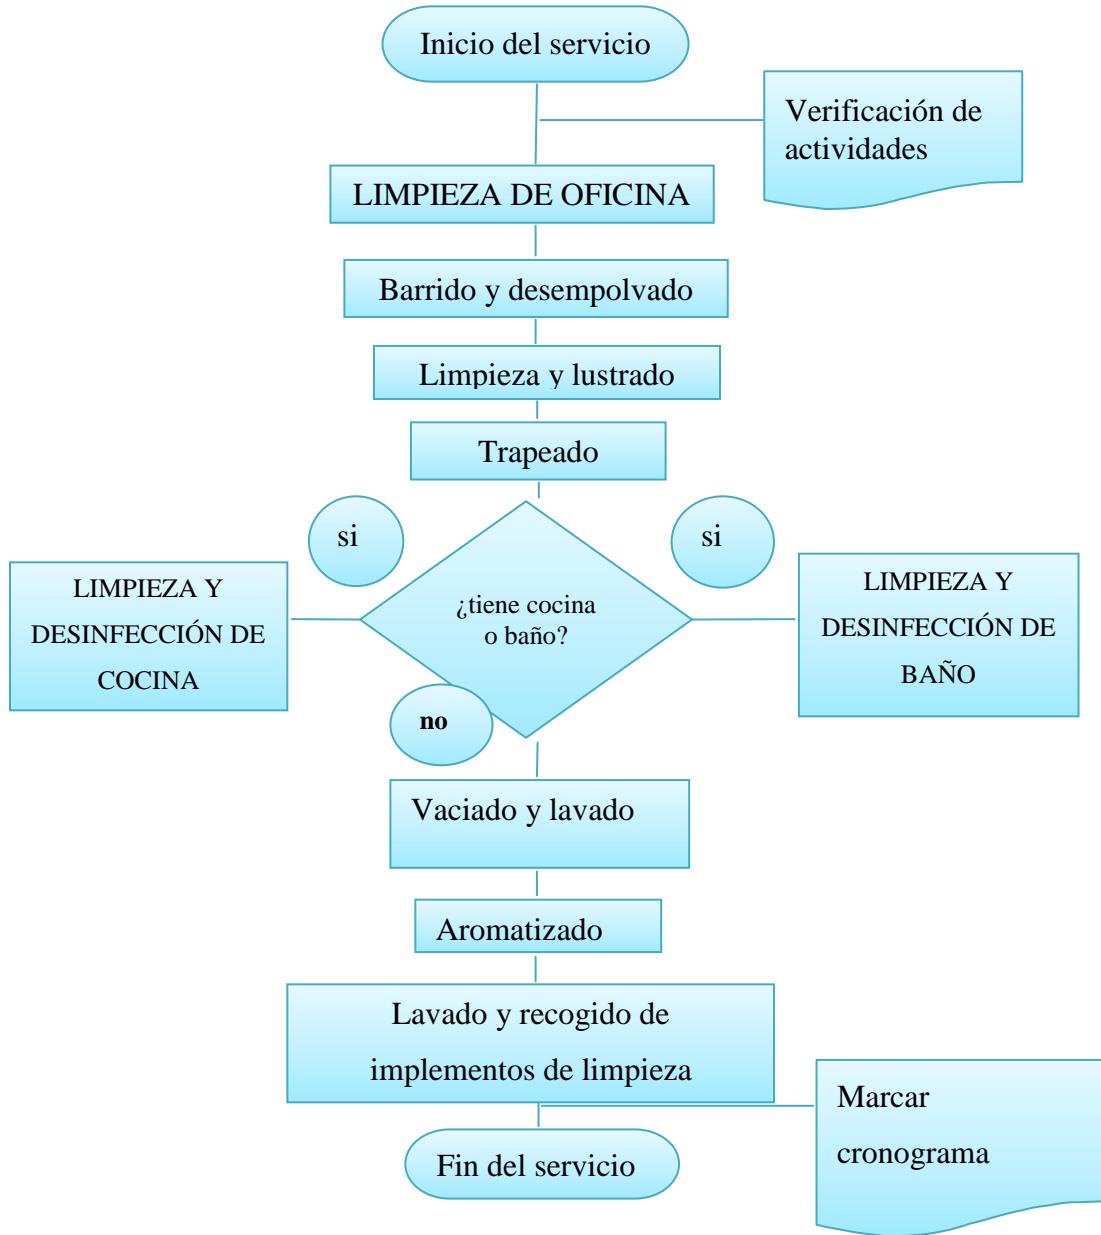 Inicio del servicio
Verificación de
actividades
LIMPIEZA DE OFICINA
Barrido y desempolvado
Limpieza y lustrado
Trapeado
si
si
LIMPIEZA Y
DESINFECCIÓN DE
COCINA
¿tiene cocina
o baño?
LIMPIEZA Y
DESINFECCIÓN DE
BAÑO
no
Vaciado y lavado
Aromatizado
Lavado y recogido de
implementos de limpieza
Marcar
cronograma
Fin del servicio